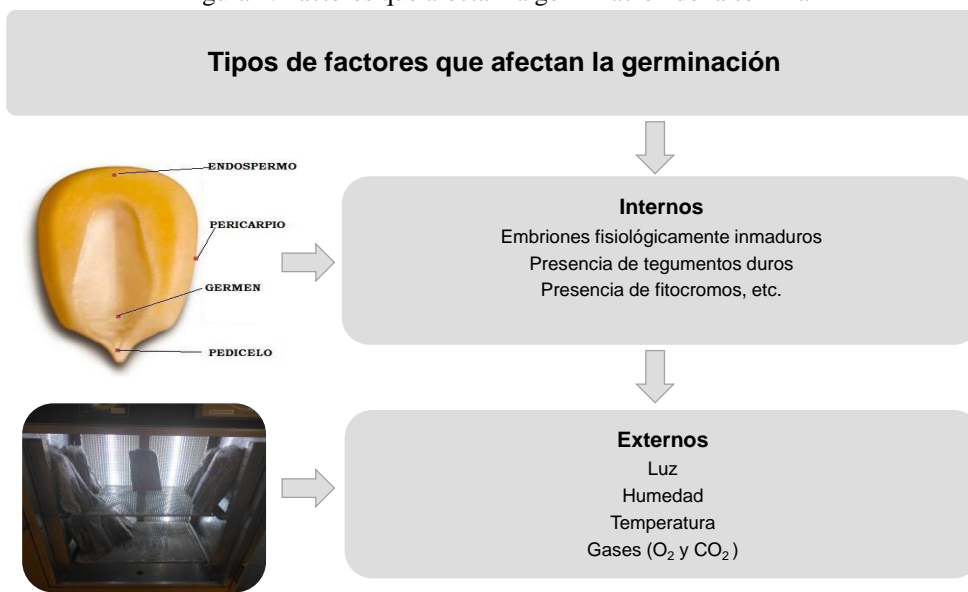 Tipos de factores que afectan la germinación
ENDOSPERMO
PERICARPIO
GERMEN
PEDICELO
Internos
Embriones fisiológicamente inmaduros
Presencia de tegumentos duros
Presencia de fitocromos, etc.
Externos
Luz
Humedad
Temperatura
Gases (O₂ y CO₂ )